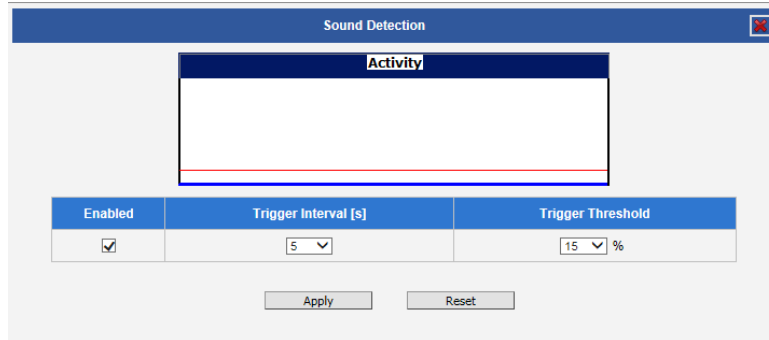 Sound Detection
Activity
Enabled Trigger Interval [s] Trigger Threshold
5 15 %
Apply Reset